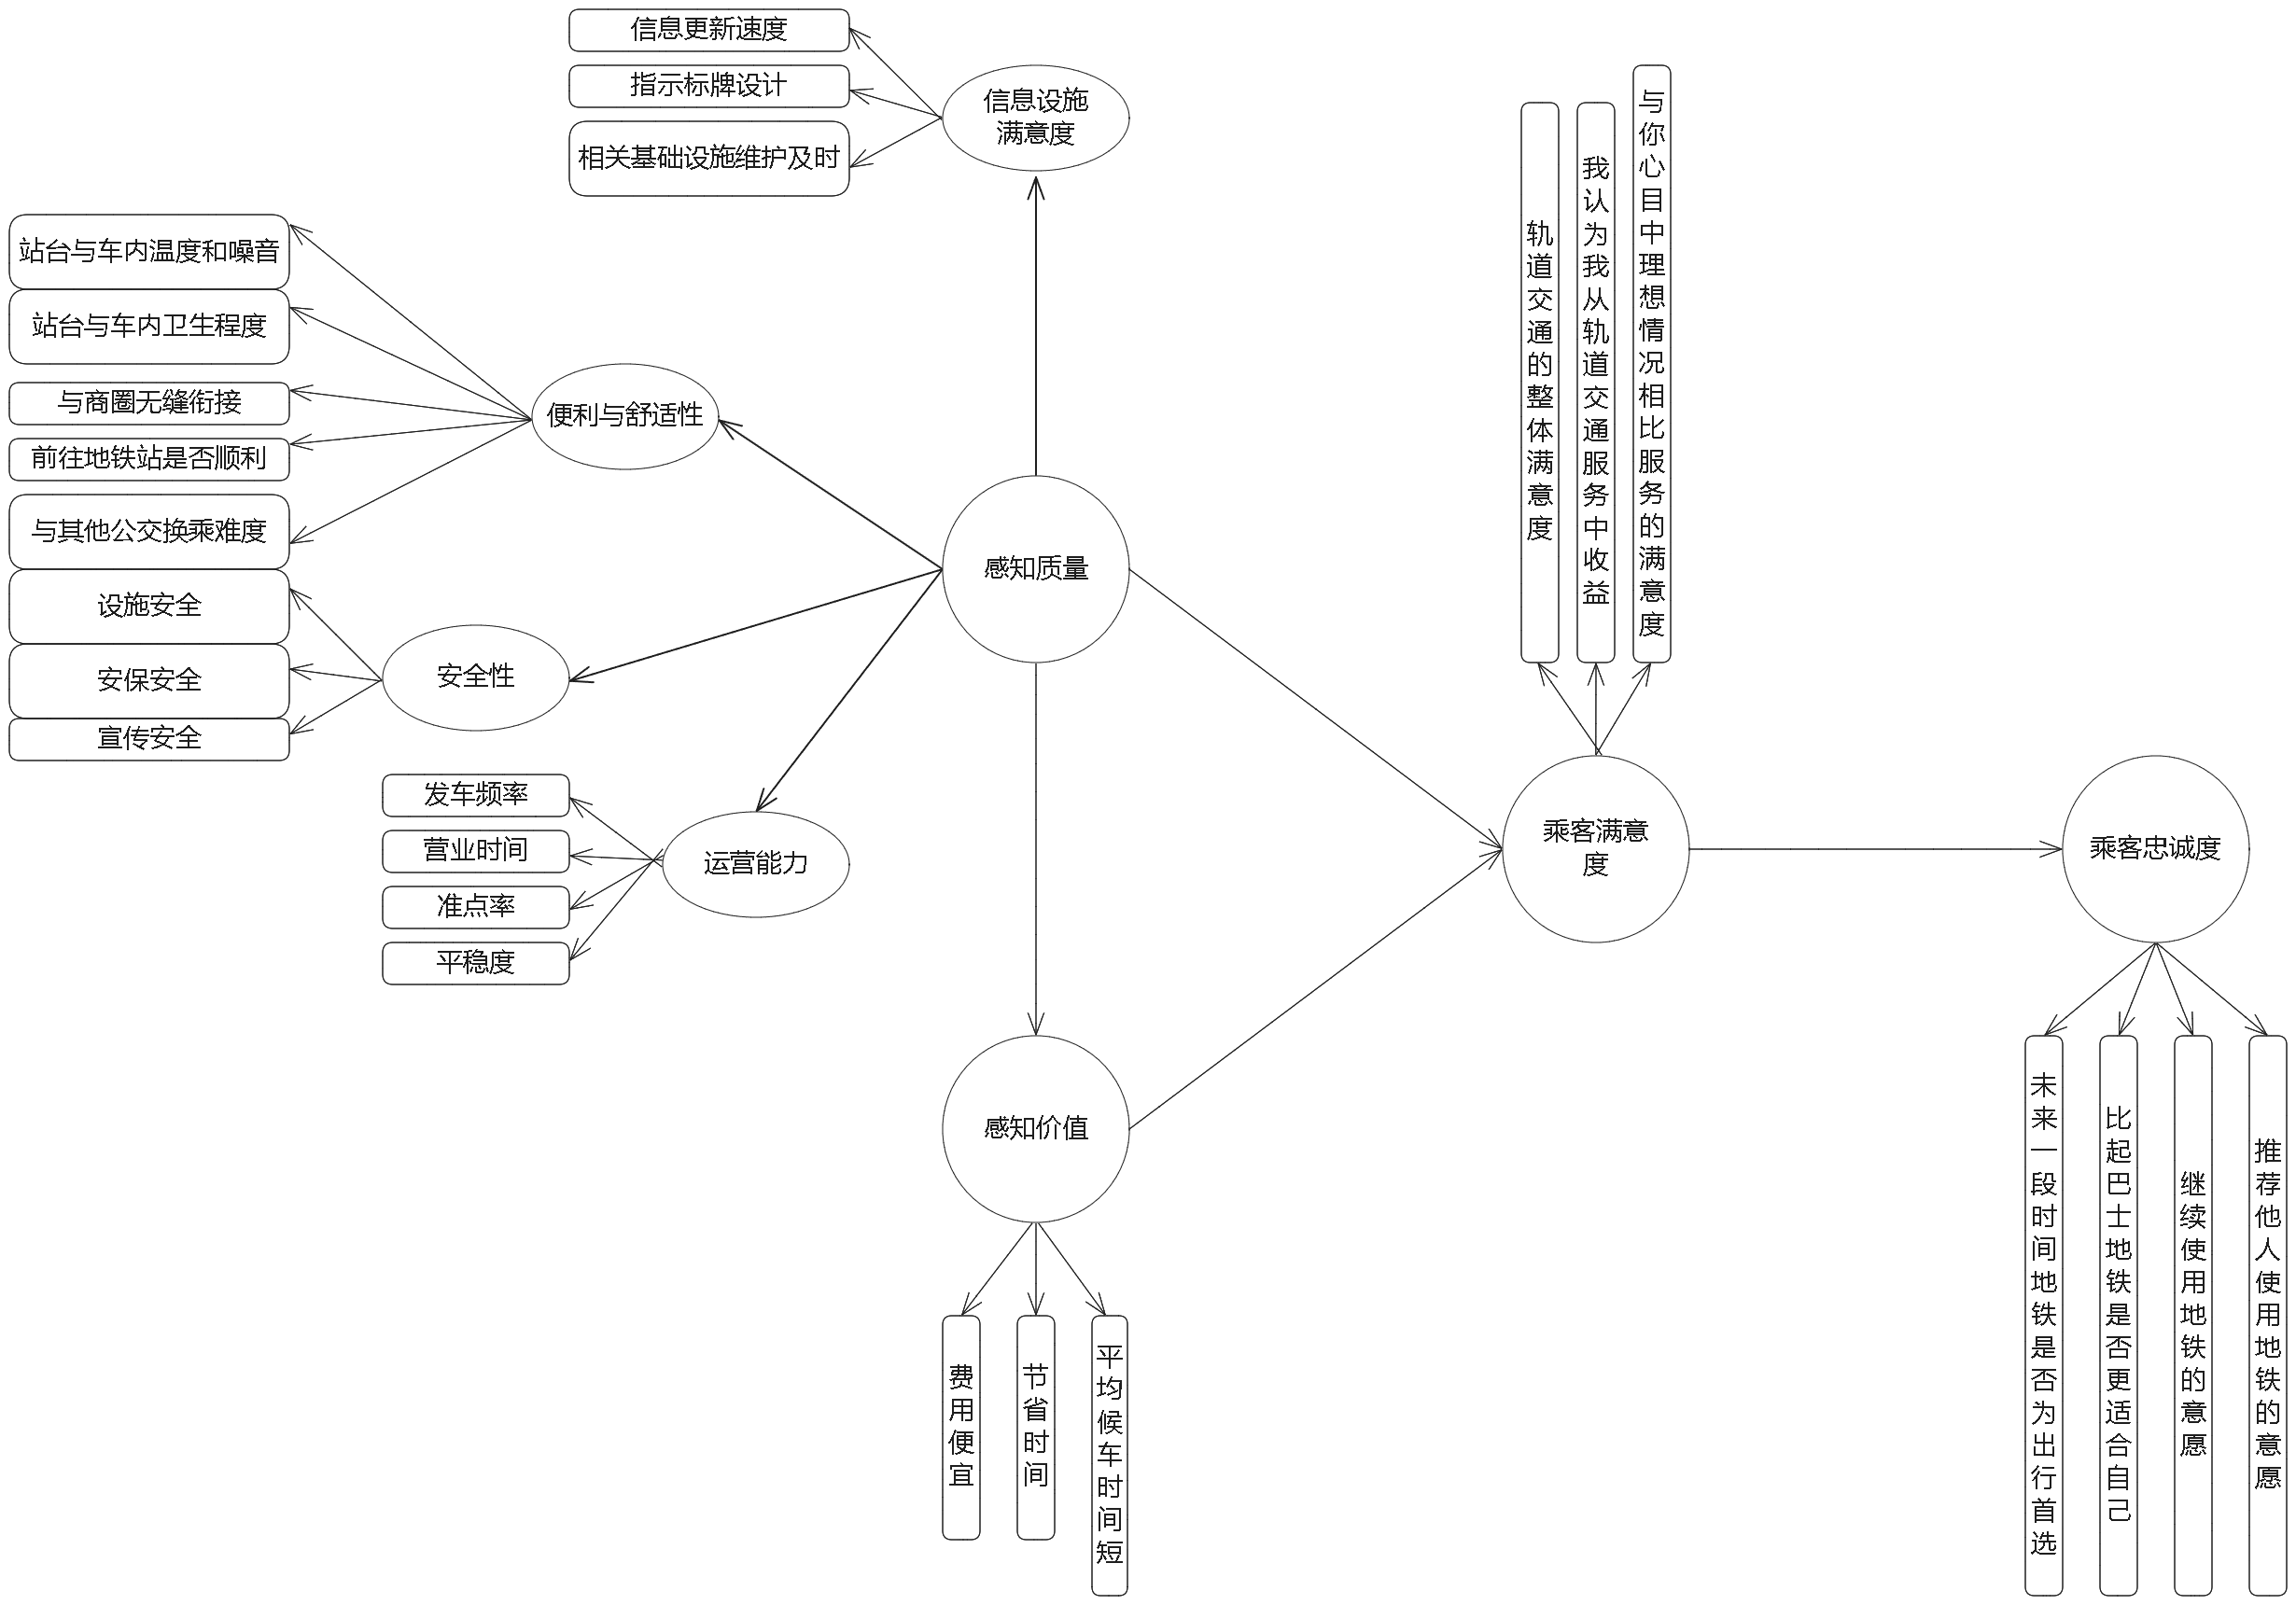 信息更新速度
指示标牌设计
相关基础设施维护及时
信息设施
满意度
站台与车内温度和噪音
站台与车内卫生程度
与商圈无缝衔接
前往地铁站是否顺利
与其他公交换乘难度
便利与舒适性
设施安全
安保安全
宣传安全
安全性
发车频率
营业时间
准点率
平稳度
运营能力
感知质量
轨道交通的整体满意度
我认为我从轨道交通服务中收益
与你心目中理想情况相比服务的满意度
乘客满意
度
乘客忠诚度
感知价值
费用便宜
节省时间
平均候车时间短
未来一段时间地铁是否为出行首选
比起巴士地铁是否更适合自己
继续使用地铁的意愿
推荐他人使用地铁的意愿